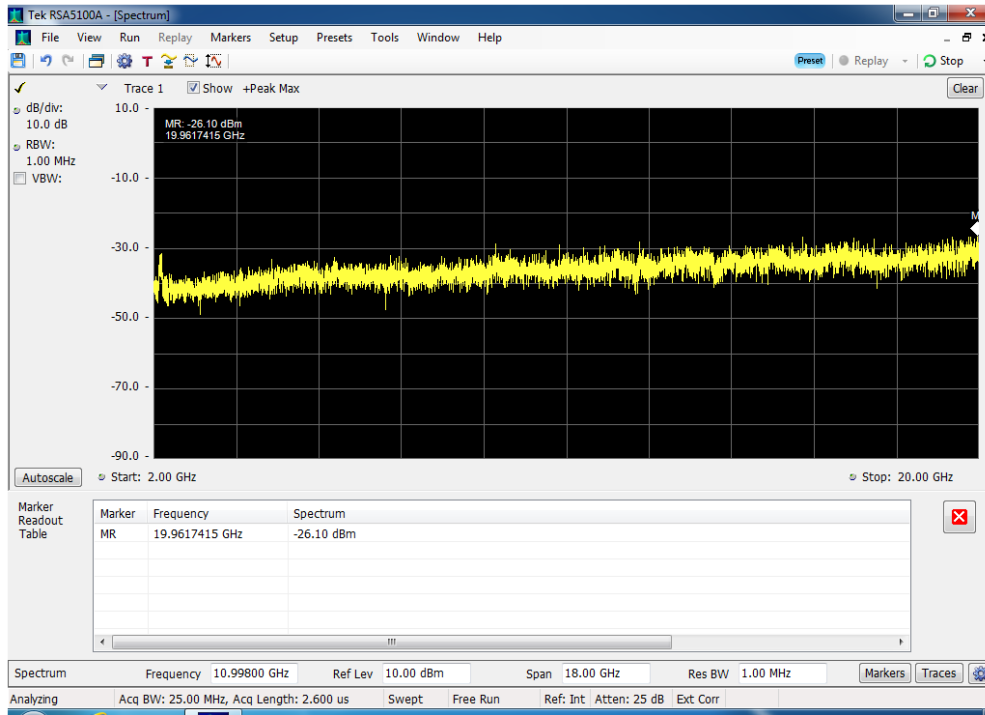 Tek RSA5100A - [Spectrum]
File View Run Replay Markers Setup Presets Tools Window Help
T Preset Replay Stop
Trace 1 Show +Peak Max Clear
dB/div:
10.0 dB
RBW:
1.00 MHz
VBW:
10.0
MR: -26.10 dBm
19.9617415 GHz
-10.0
M
-30.0
-50.0
-70.0
-90.0
Autoscale Start: 2.00 GHz Stop: 20.00 GHz
Marker
Readout
Table
Marker Frequency Spectrum
MR 19.9617415 GHz -26.10 dBm
Spectrum Frequency 10.99800 GHz Ref Lev 10.00 dBm Span 18.00 GHz Res BW 1.00 MHz Markers Traces
Analyzing Acq BW: 25.00 MHz, Acq Length: 2.600 us Swept Free Run Ref: Int Atten: 25 dB Ext Corr